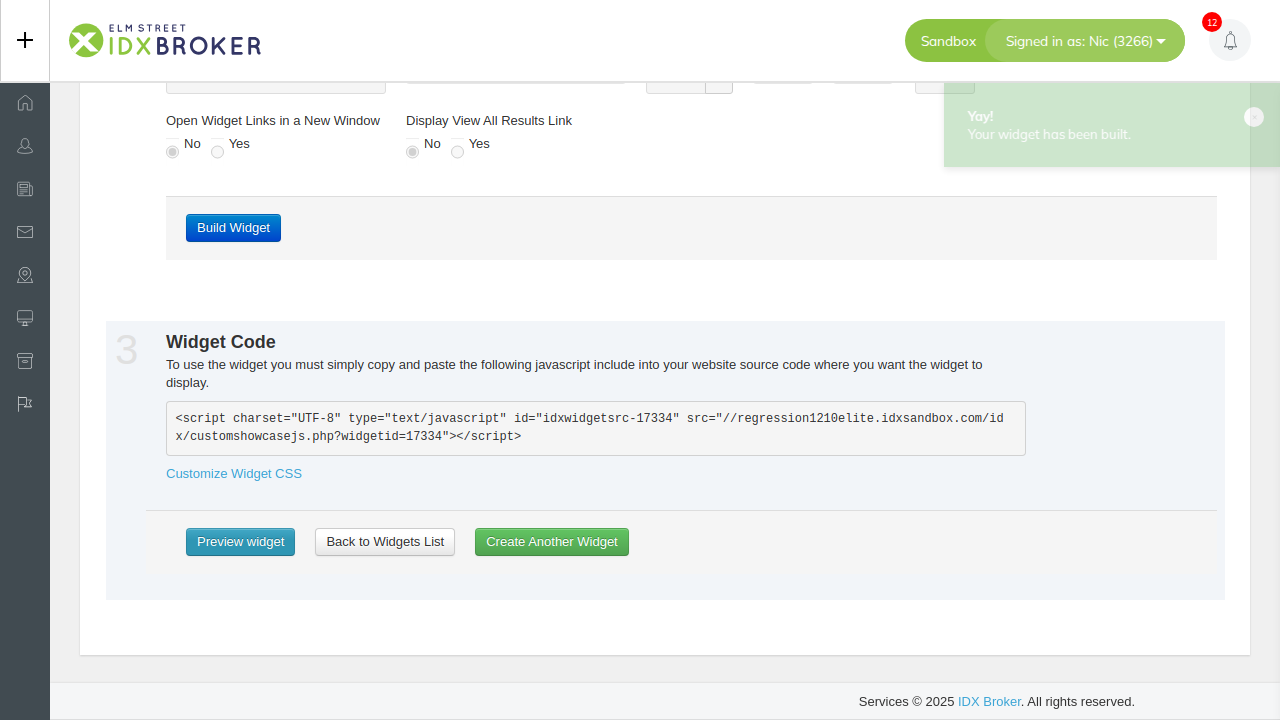 ELM STREET
IDXBROKER
Sandbox
Signed in as: Nic (3266)
12
Yay!
Your widget has been built.
×
Open Widget Links in a New Window
Display View All Results Link
No
Yes
No
Yes
Build Widget
3
Widget Code
To use the widget you must simply copy and paste the following javascript include into your website source code where you want the widget to
display.
<script charset="UTF-8" type="text/javascript" id="idxwidgetsrc-17334" src="//regression1210elite.idxsandbox.com/id
x/customshowcasejs.php?widgetid=17334"></script>
Customize Widget CSS
Preview widget
Back to Widgets List
Create Another Widget
Services © 2025 IDX Broker. All rights reserved.